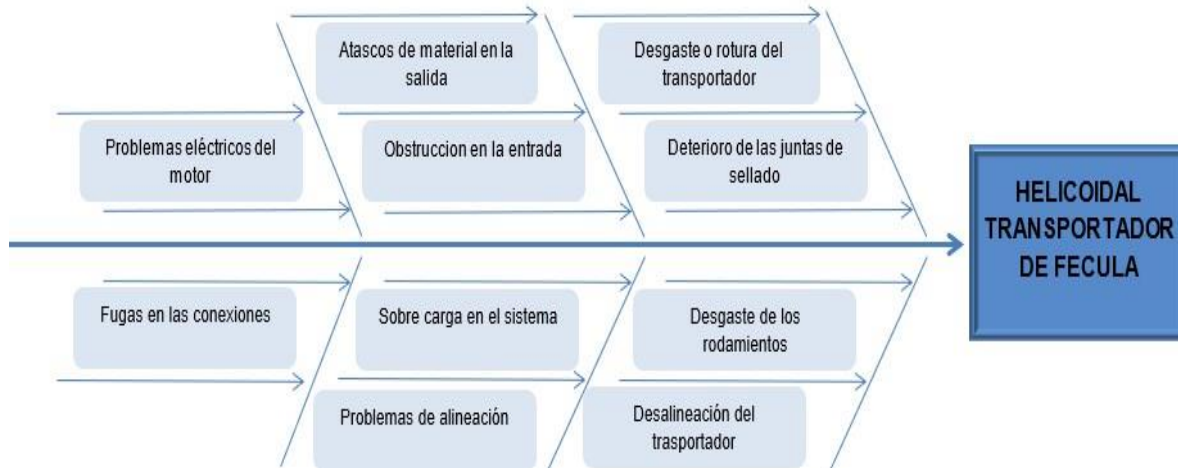 Atascos de material en la
salida
Desgaste o rotura del
transportador
Problemas eléctricos del
motor
Obstruccion en la entrada
Deterioro de las juntas de
sellado
HELICOIDAL
TRANSPORTADOR
DE FECULA
Fugas en las conexiones
Sobre carga en el sistema
Desgaste de los
rodamientos
Problemas de alineación
Desalineación del
trasportador